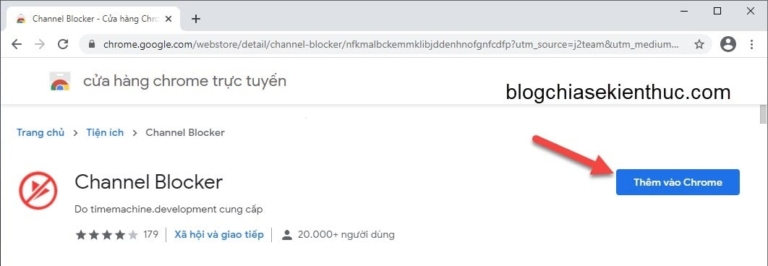 Channel Blocker - Cửa hàng Chro
chrome.google.com/webstore/detail/channel-blocker/nfkmalbckemmklibjddenhnofgnfcdfp?utm_source=j2team&utm_medium...
cửa hàng chrome trực tuyến
blogchiasekienthuc.com
Trang chủ > Tiện ích > Channel Blocker
Channel Blocker
Thêm vào Chrome
Do timemachine.development cung cấp
179 | Xã hội và giao tiếp | 20.000+ người dùng